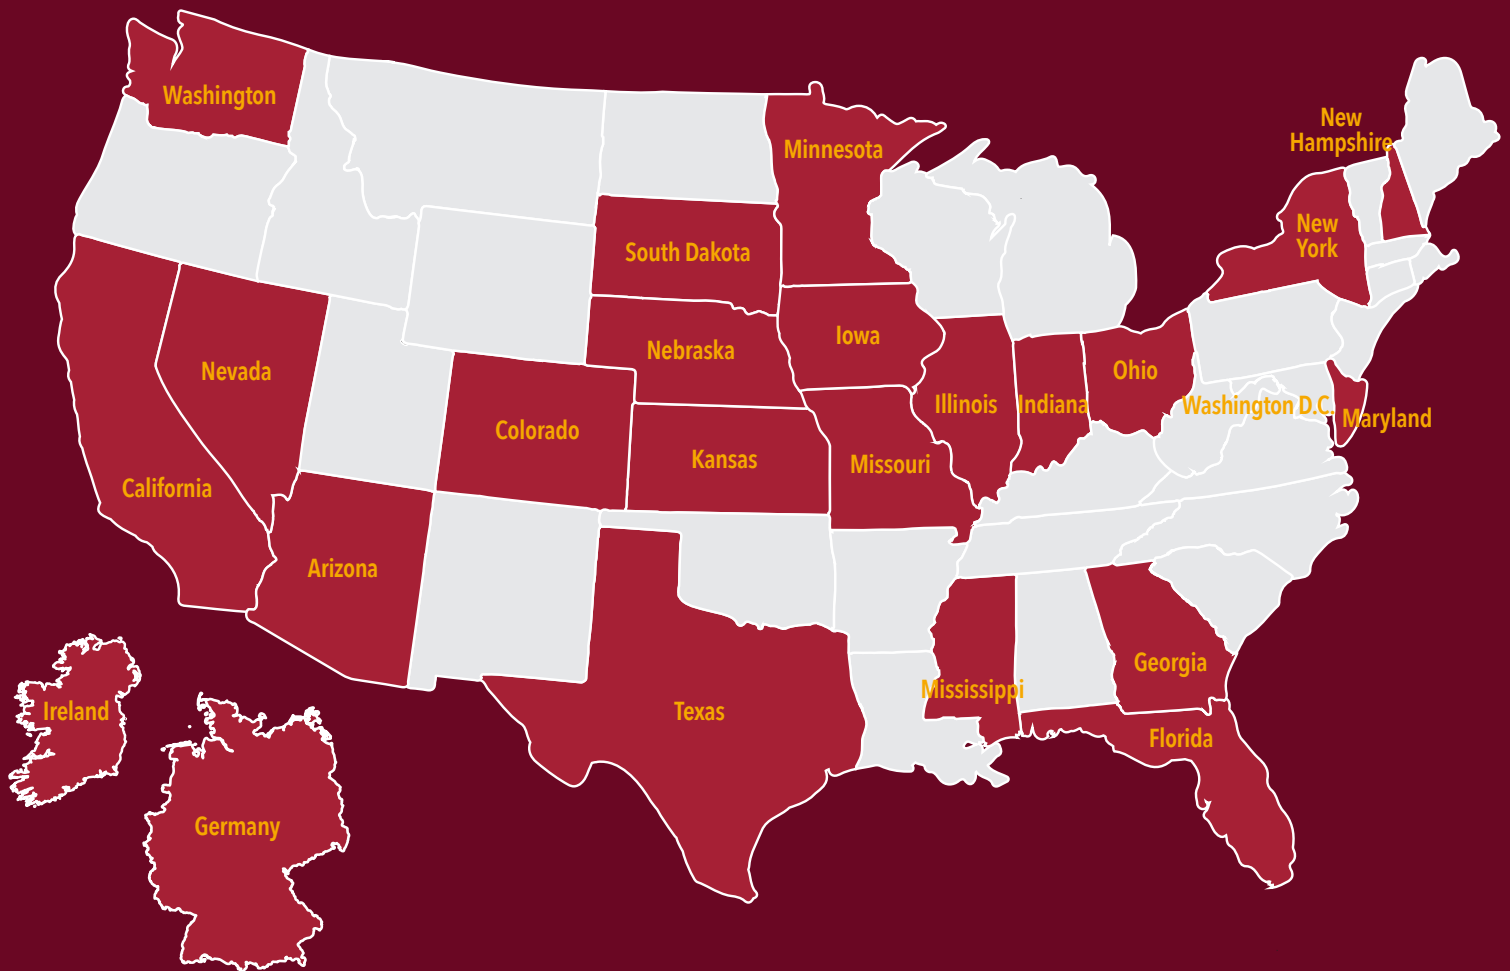 Washington
New
Hampshire
Minnesota
New
York
South Dakota
Iowa
Nebraska
Nevada
Ohio
Illinois
Indiana
Washington D.C.
Maryland
Colorado
Kansas
Missouri
California
Arizona
Georgia
Mississippi
Ireland
Texas
Florida
Germany